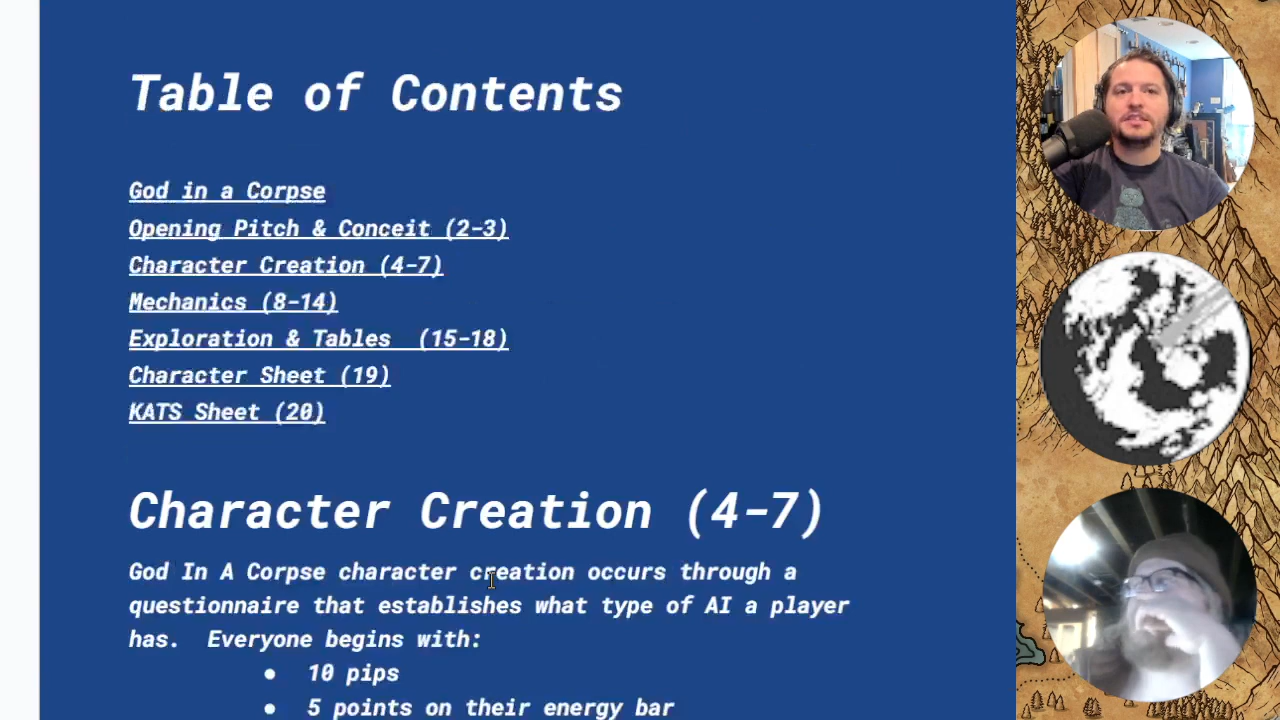 Table of Contents
God in a Corpse
Opening Pitch & Conceit (2-3)
Character Creation (4-7)
Mechanics (8-14)
Exploration & Tables  (15-18)
Character Sheet (19)
KATS Sheet (20)
Character Creation (4-7)
God In A Corpse character creation occurs through a
questionnaire that establishes what type of AI a player
has.  Everyone begins with:
● 10 pips
● 5 points on their energy bar